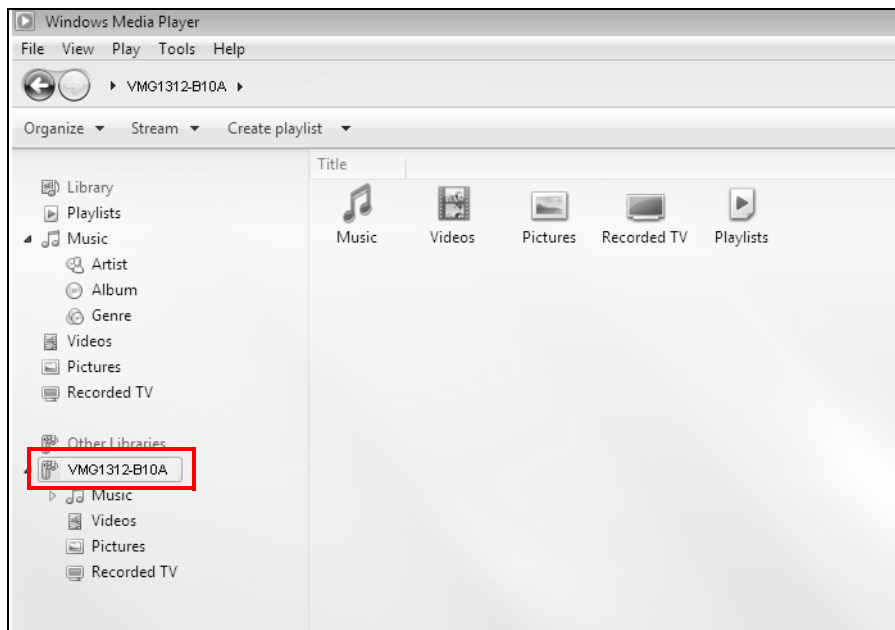 Windows Media Player
File View Play Tools Help
VMG1312-B10A
Organize Stream Create playlist
Title
Library
Playlists
Music
Artist
Album
Genre
Videos
Pictures
Recorded TV
Other Libraries
VMG1312-B10A
Music
Videos
Pictures
Recorded TV
Music Videos Pictures Recorded TV Playlists